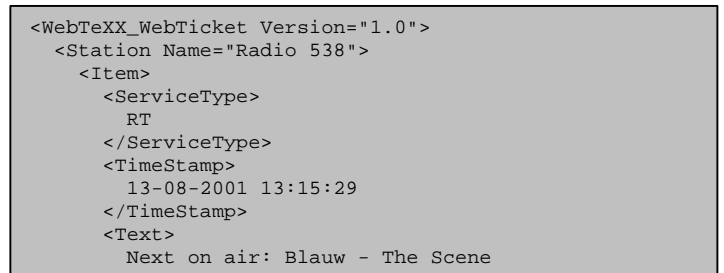 <WebTeXX_WebTicket Version="1.0">
<Station Name="Radio 538">
<Item>
<ServiceType>
RT
</ServiceType>
<TimeStamp>
13-08-2001 13:15:29
</TimeStamp>
<Text>
Next on air: Blauw - The Scene